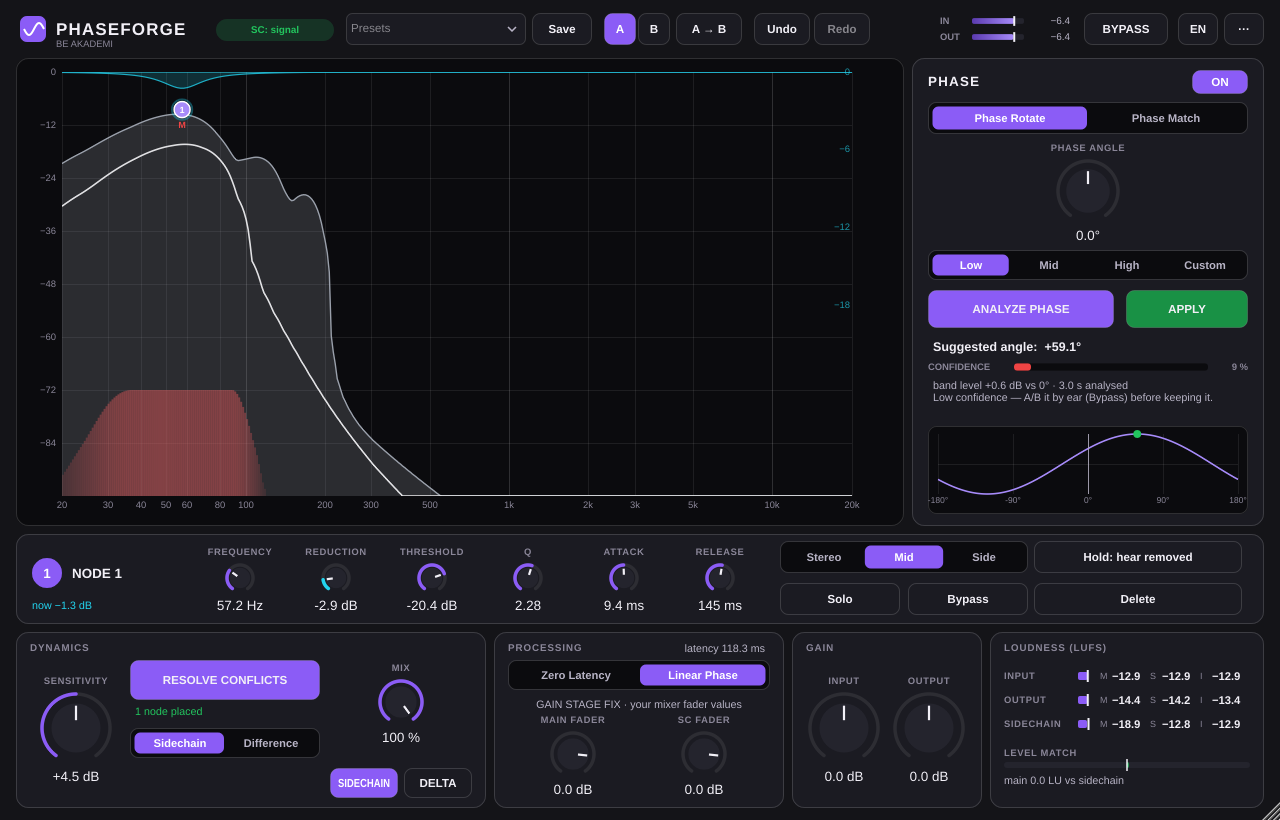 PHASEFORGE
BE AKADEMI
SC: signal
Presets
Save
A
B
A → B
Undo
Redo
IN −6.4
OUT −6.4
BYPASS
EN
···
0
−12
−24
−36
−48
−60
−72
−84
0
−6
−12
−18
1
M
20 30 40 50 60 80 100 200 300 500 1k 2k 3k 5k 10k 20k
PHASE
ON
Phase Rotate
Phase Match
PHASE ANGLE
0.0°
Low
Mid
High
Custom
ANALYZE PHASE
APPLY
Suggested angle: +59.1°
CONFIDENCE 9 %
band level +0.6 dB vs 0° · 3.0 s analysed
Low confidence — A/B it by ear (Bypass) before keeping it.
-180° -90° 0° 90° 180°
1
NODE 1
now −1.3 dB
FREQUENCY
57.2 Hz
REDUCTION
-2.9 dB
THRESHOLD
-20.4 dB
Q
2.28
ATTACK
9.4 ms
RELEASE
145 ms
Stereo
Mid
Side
Hold: hear removed
Solo
Bypass
Delete
DYNAMICS
SENSITIVITY
+4.5 dB
RESOLVE CONFLICTS
1 node placed
Sidechain
Difference
MIX
100 %
SIDECHAIN
DELTA
PROCESSING
latency 118.3 ms
Zero Latency
Linear Phase
GAIN STAGE FIX · your mixer fader values
MAIN FADER
0.0 dB
SC FADER
0.0 dB
GAIN
INPUT
0.0 dB
OUTPUT
0.0 dB
LOUDNESS (LUFS)
INPUT M −12.9 S −12.9 I −12.9
OUTPUT M −14.4 S −14.2 I −13.4
SIDECHAIN M −18.9 S −12.8 I −12.9
LEVEL MATCH
main 0.0 LU vs sidechain